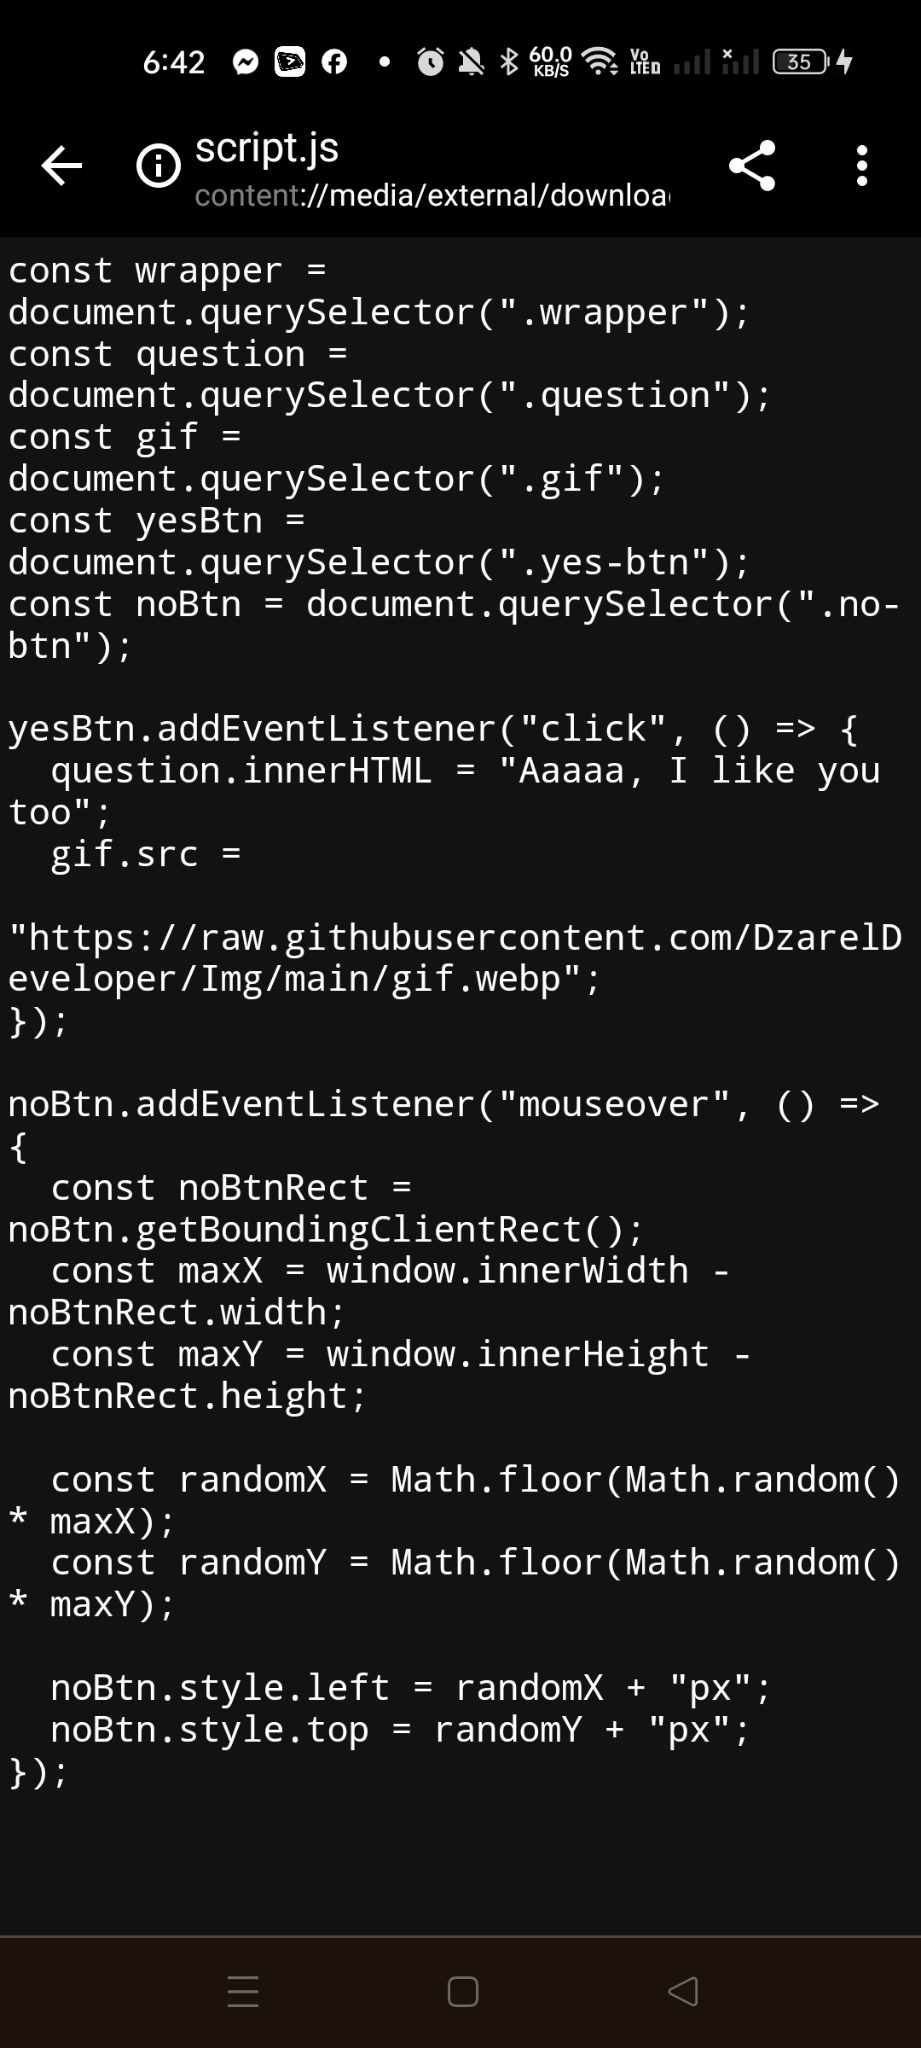 6:42 60.0 KB/S Vo LTED 35
script.js
content://media/external/downloa
const wrapper =
document.querySelector(".wrapper");
const question =
document.querySelector(".question");
const gif =
document.querySelector(".gif");
const yesBtn =
document.querySelector(".yes-btn");
const noBtn = document.querySelector(".no-
btn");

yesBtn.addEventListener("click", () => {
  question.innerHTML = "Aaaaa, I like you
too";
  gif.src =

"https://raw.githubusercontent.com/DzarelD
eveloper/Img/main/gif.webp";
});

noBtn.addEventListener("mouseover", () =>
{
  const noBtnRect =
noBtn.getBoundingClientRect();
  const maxX = window.innerWidth -
noBtnRect.width;
  const maxY = window.innerHeight -
noBtnRect.height;

  const randomX = Math.floor(Math.random()
* maxX);
  const randomY = Math.floor(Math.random()
* maxY);

  noBtn.style.left = randomX + "px";
  noBtn.style.top = randomY + "px";
});